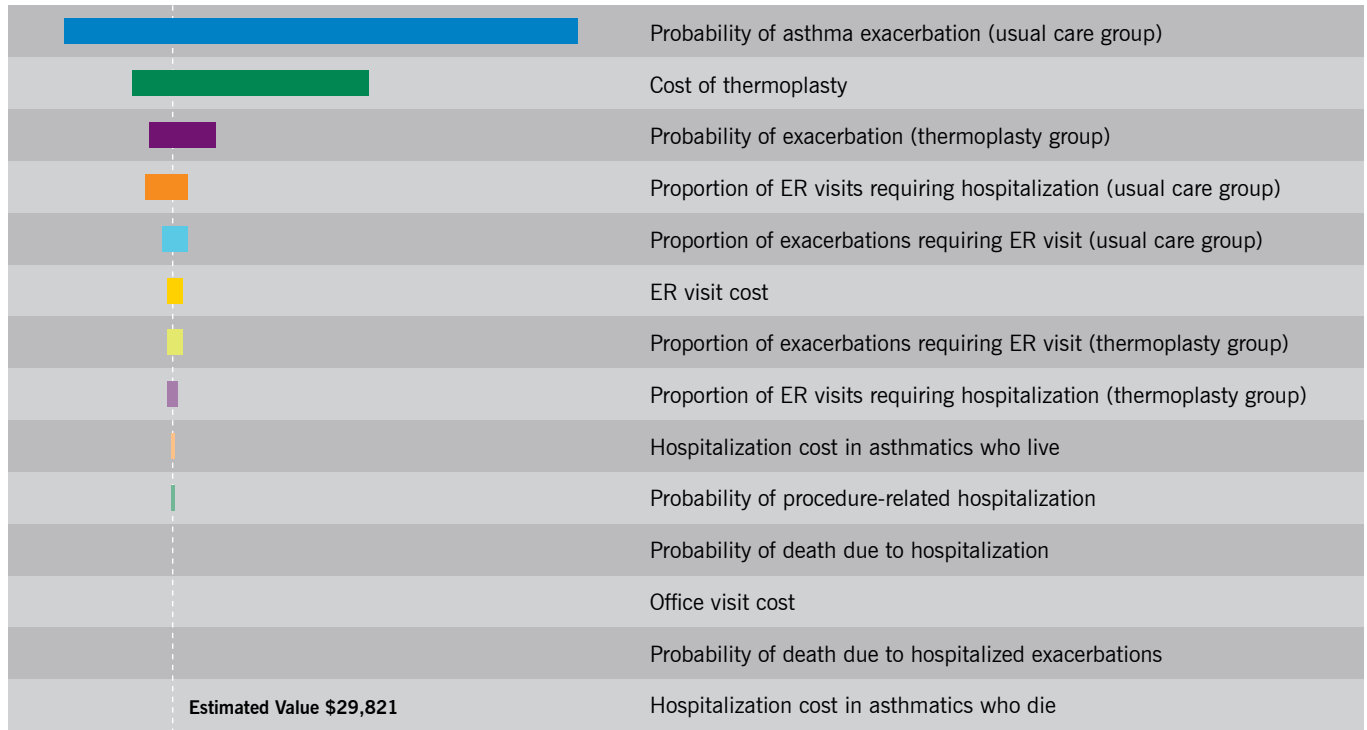 Probability of asthma exacerbation (usual care group)
Cost of thermoplasty
Probability of exacerbation (thermoplasty group)
Proportion of ER visits requiring hospitalization (usual care group)
Proportion of exacerbations requiring ER visit (usual care group)
ER visit cost
Proportion of exacerbations requiring ER visit (thermoplasty group)
Proportion of ER visits requiring hospitalization (thermoplasty group)
Hospitalization cost in asthmatics who live
Probability of procedure-related hospitalization
Probability of death due to hospitalization
Office visit cost
Probability of death due to hospitalized exacerbations
Estimated Value $29,821
Hospitalization cost in asthmatics who die